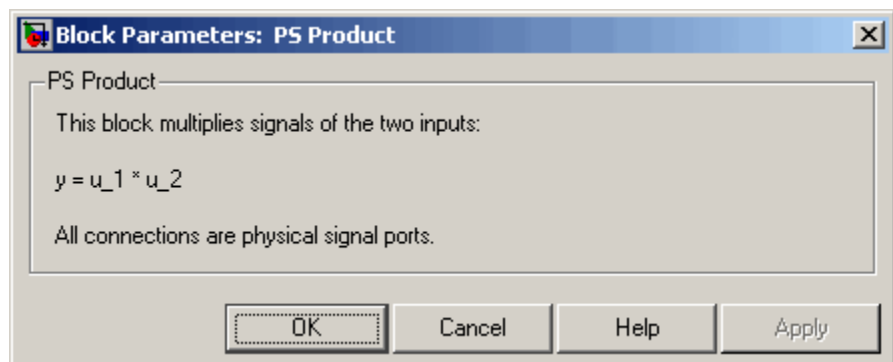 Block Parameters: PS Product
PS Product
This block multiplies signals of the two inputs:
y = u_1 * u_2
All connections are physical signal ports.
OK
Cancel
Help
Apply